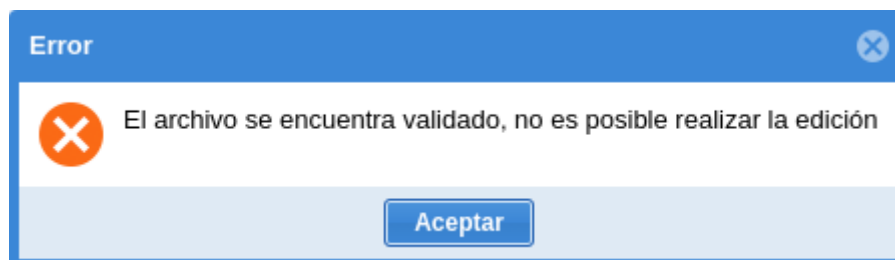 Error
El archivo se encuentra validado, no es posible realizar la edición
Aceptar